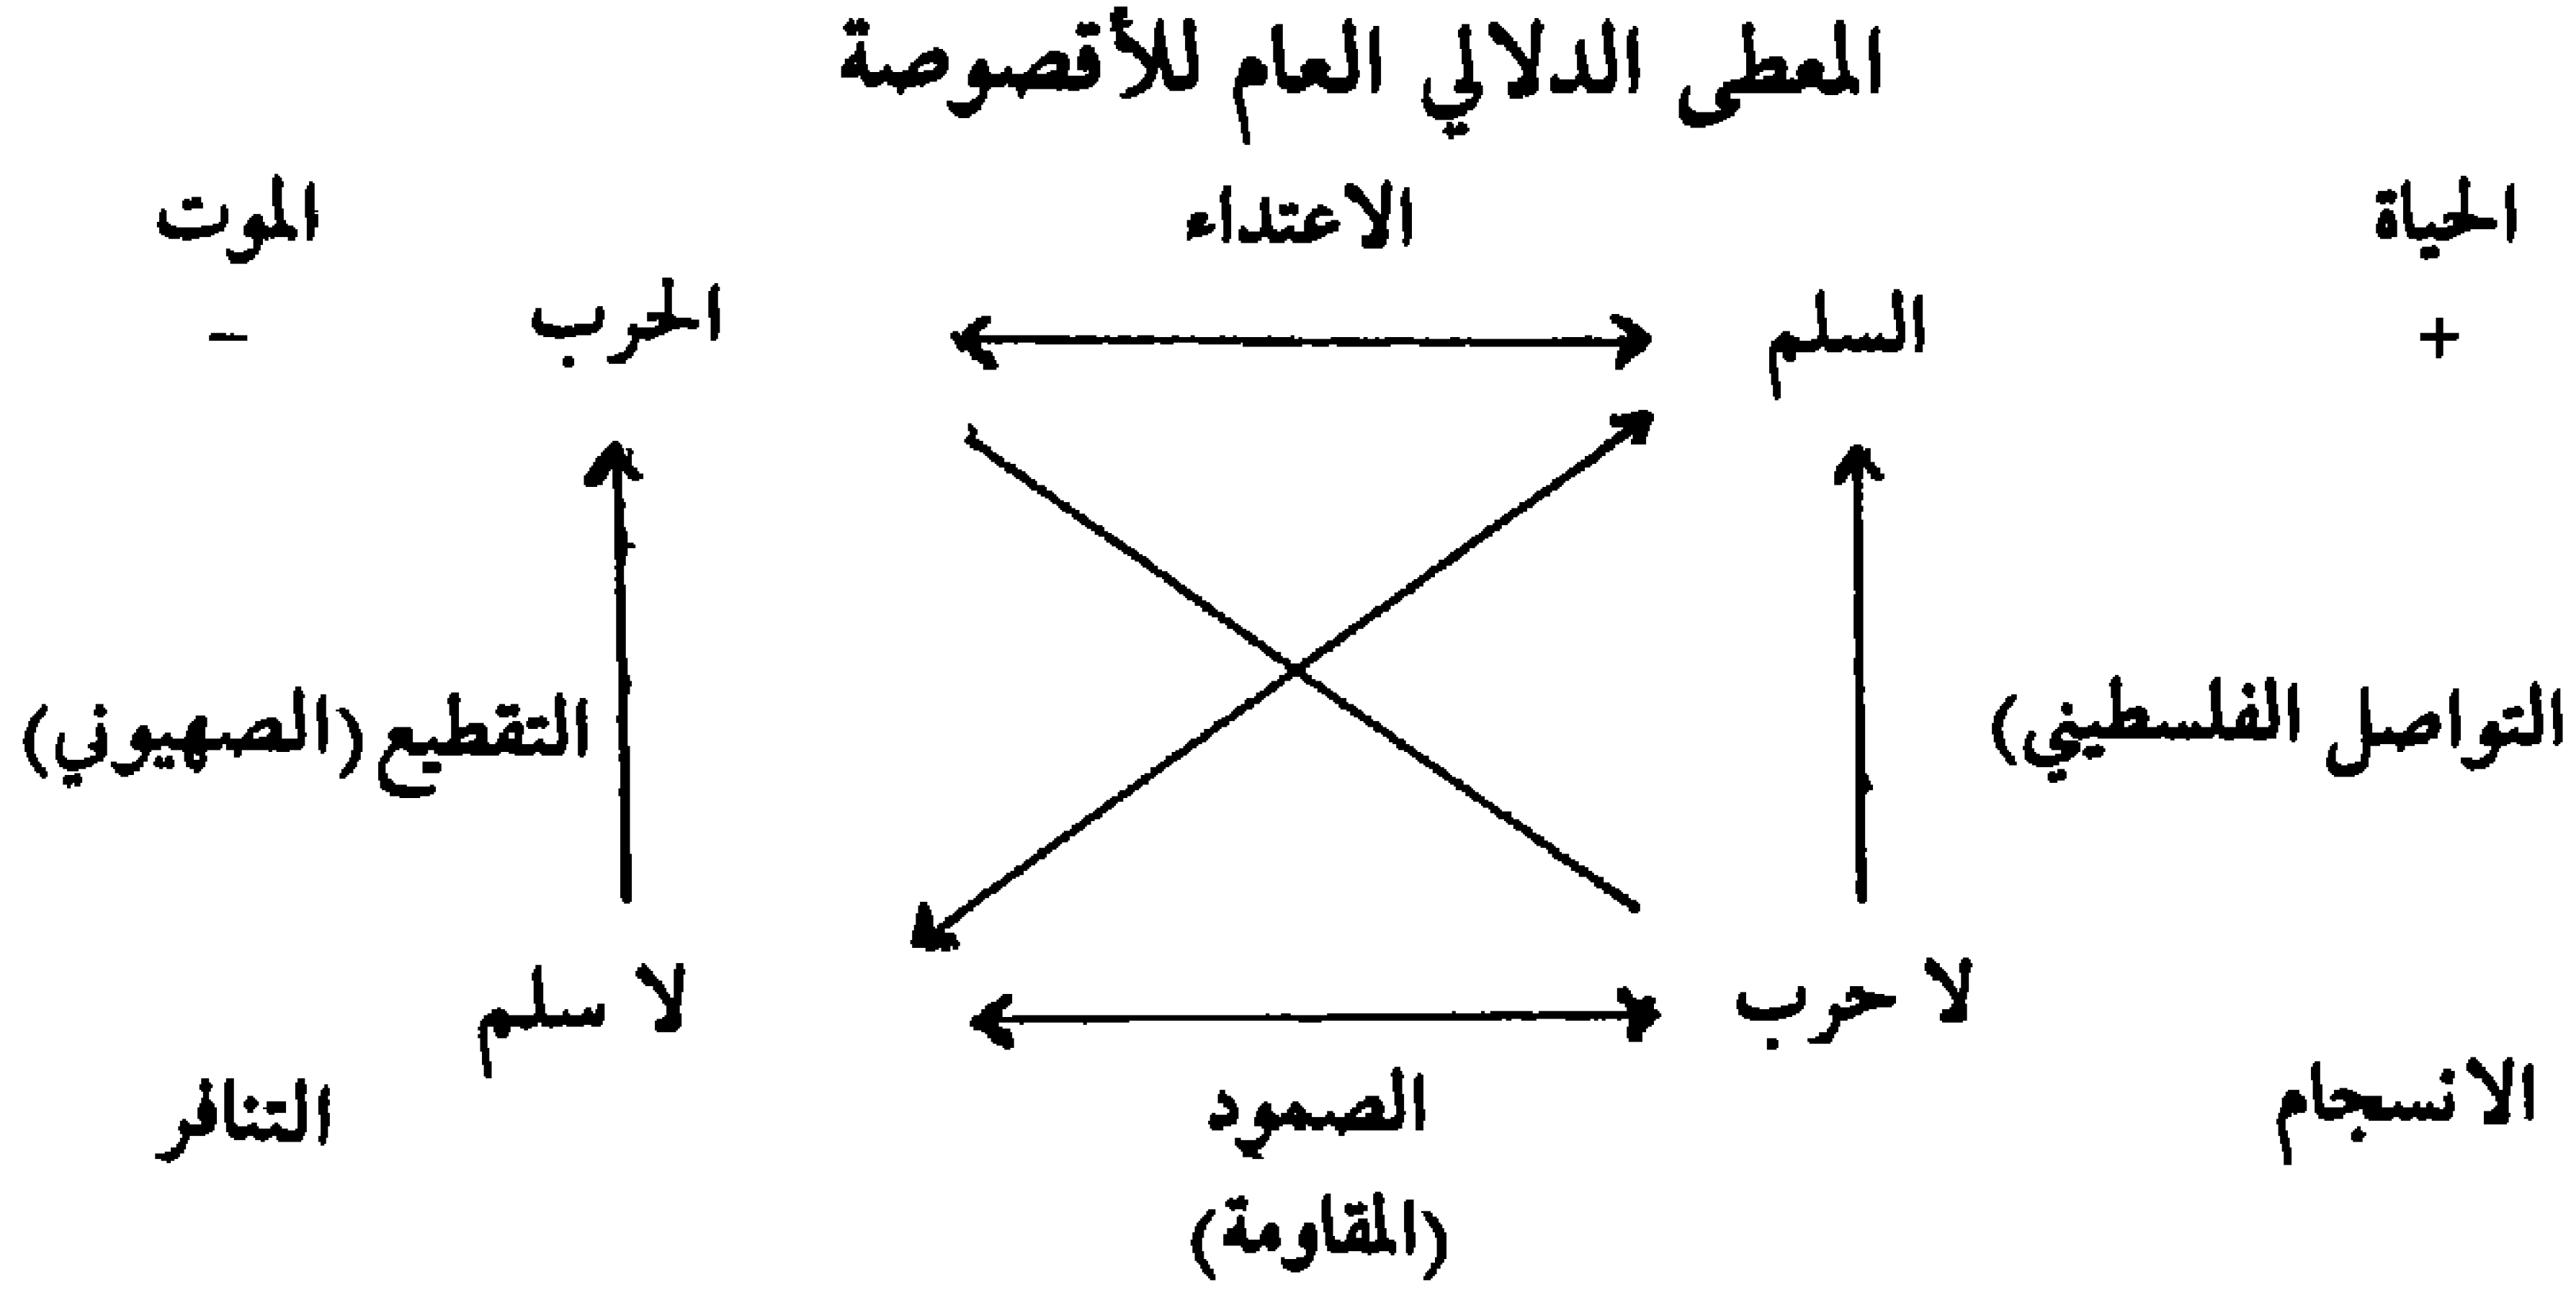 المعطى الدلالي العام للأقصوصة
الحياة الاعتداء الموت
+ السلم الحرب –
التواصل الفلسطيني) التقطيع (الصهيوني)
لا حرب لا سلم
الانسجام الصمود التنافر
(المقاومة)